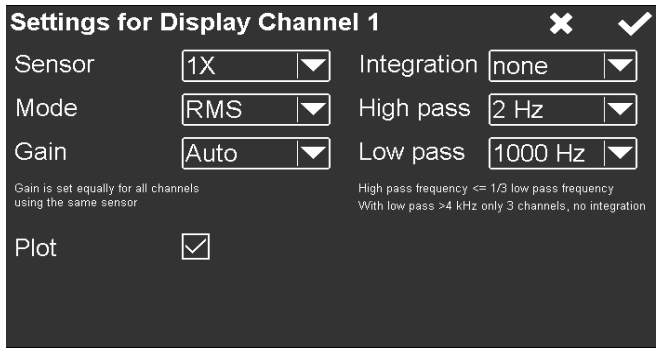 Settings for Display Channel 1
Sensor 1X Integration none
Mode RMS High pass 2 Hz
Gain Auto Low pass 1000 Hz
Gain is set equally for all channels
using the same sensor
High pass frequency <= 1/3 low pass frequency
With low pass >4 kHz only 3 channels, no integration
Plot